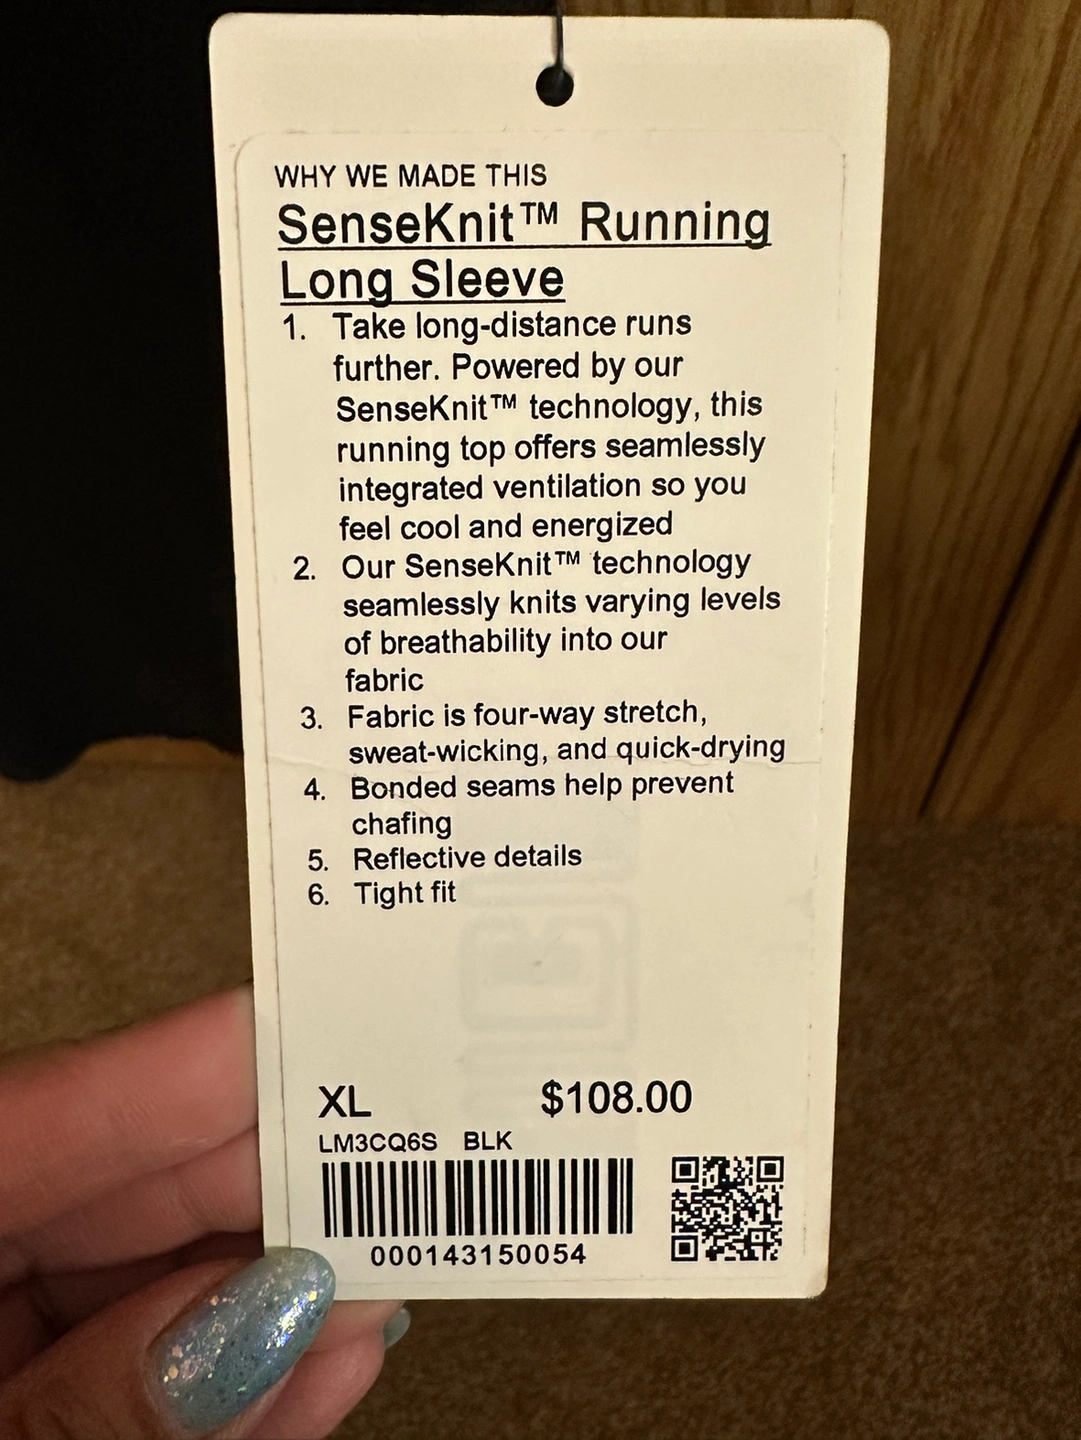 WHY WE MADE THIS
SenseKnit™ Running
Long Sleeve
1. Take long-distance runs
further. Powered by our
SenseKnit™ technology, this
running top offers seamlessly
integrated ventilation so you
feel cool and energized
2. Our SenseKnit™ technology
seamlessly knits varying levels
of breathability into our
fabric
3. Fabric is four-way stretch,
sweat-wicking, and quick-drying
4. Bonded seams help prevent
chafing
5. Reflective details
6. Tight fit
XL $108.00
LM3CQ6S BLK
000143150054